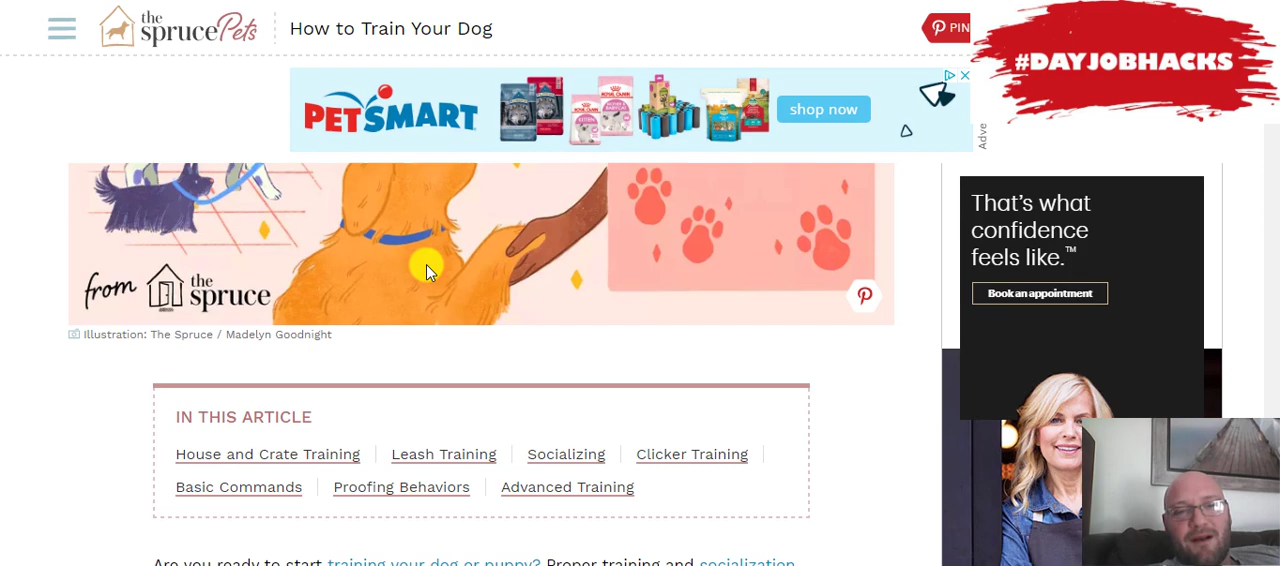 the
sprucePets
How to Train Your Dog
PIN
#DAYJOBHACKS
PETSMART
shop now
Adve
That's what
confidence
feels like.™
Book an appointment
from the
spruce
Illustration: The Spruce / Madelyn Goodnight
IN THIS ARTICLE
House and Crate Training
Leash Training
Socializing
Clicker Training
Basic Commands
Proofing Behaviors
Advanced Training
Are you ready to start training your dog or puppy? Proper training and socialization